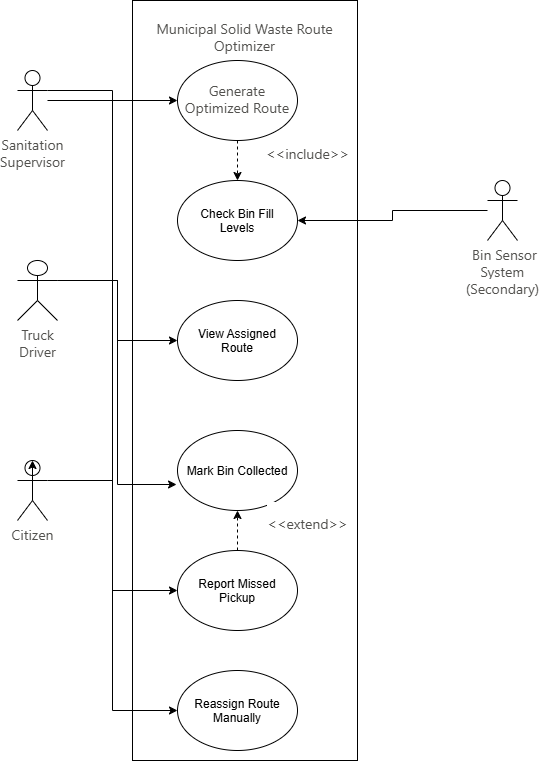 Municipal Solid Waste Route
Optimizer
Generate
Optimized Route
Sanitation
Supervisor
<<include>>
Check Bin Fill
Levels
Bin Sensor
System
(Secondary)
View Assigned
Route
Truck
Driver
Mark Bin Collected
<<extend>>
Citizen
Report Missed
Pickup
Reassign Route
Manually